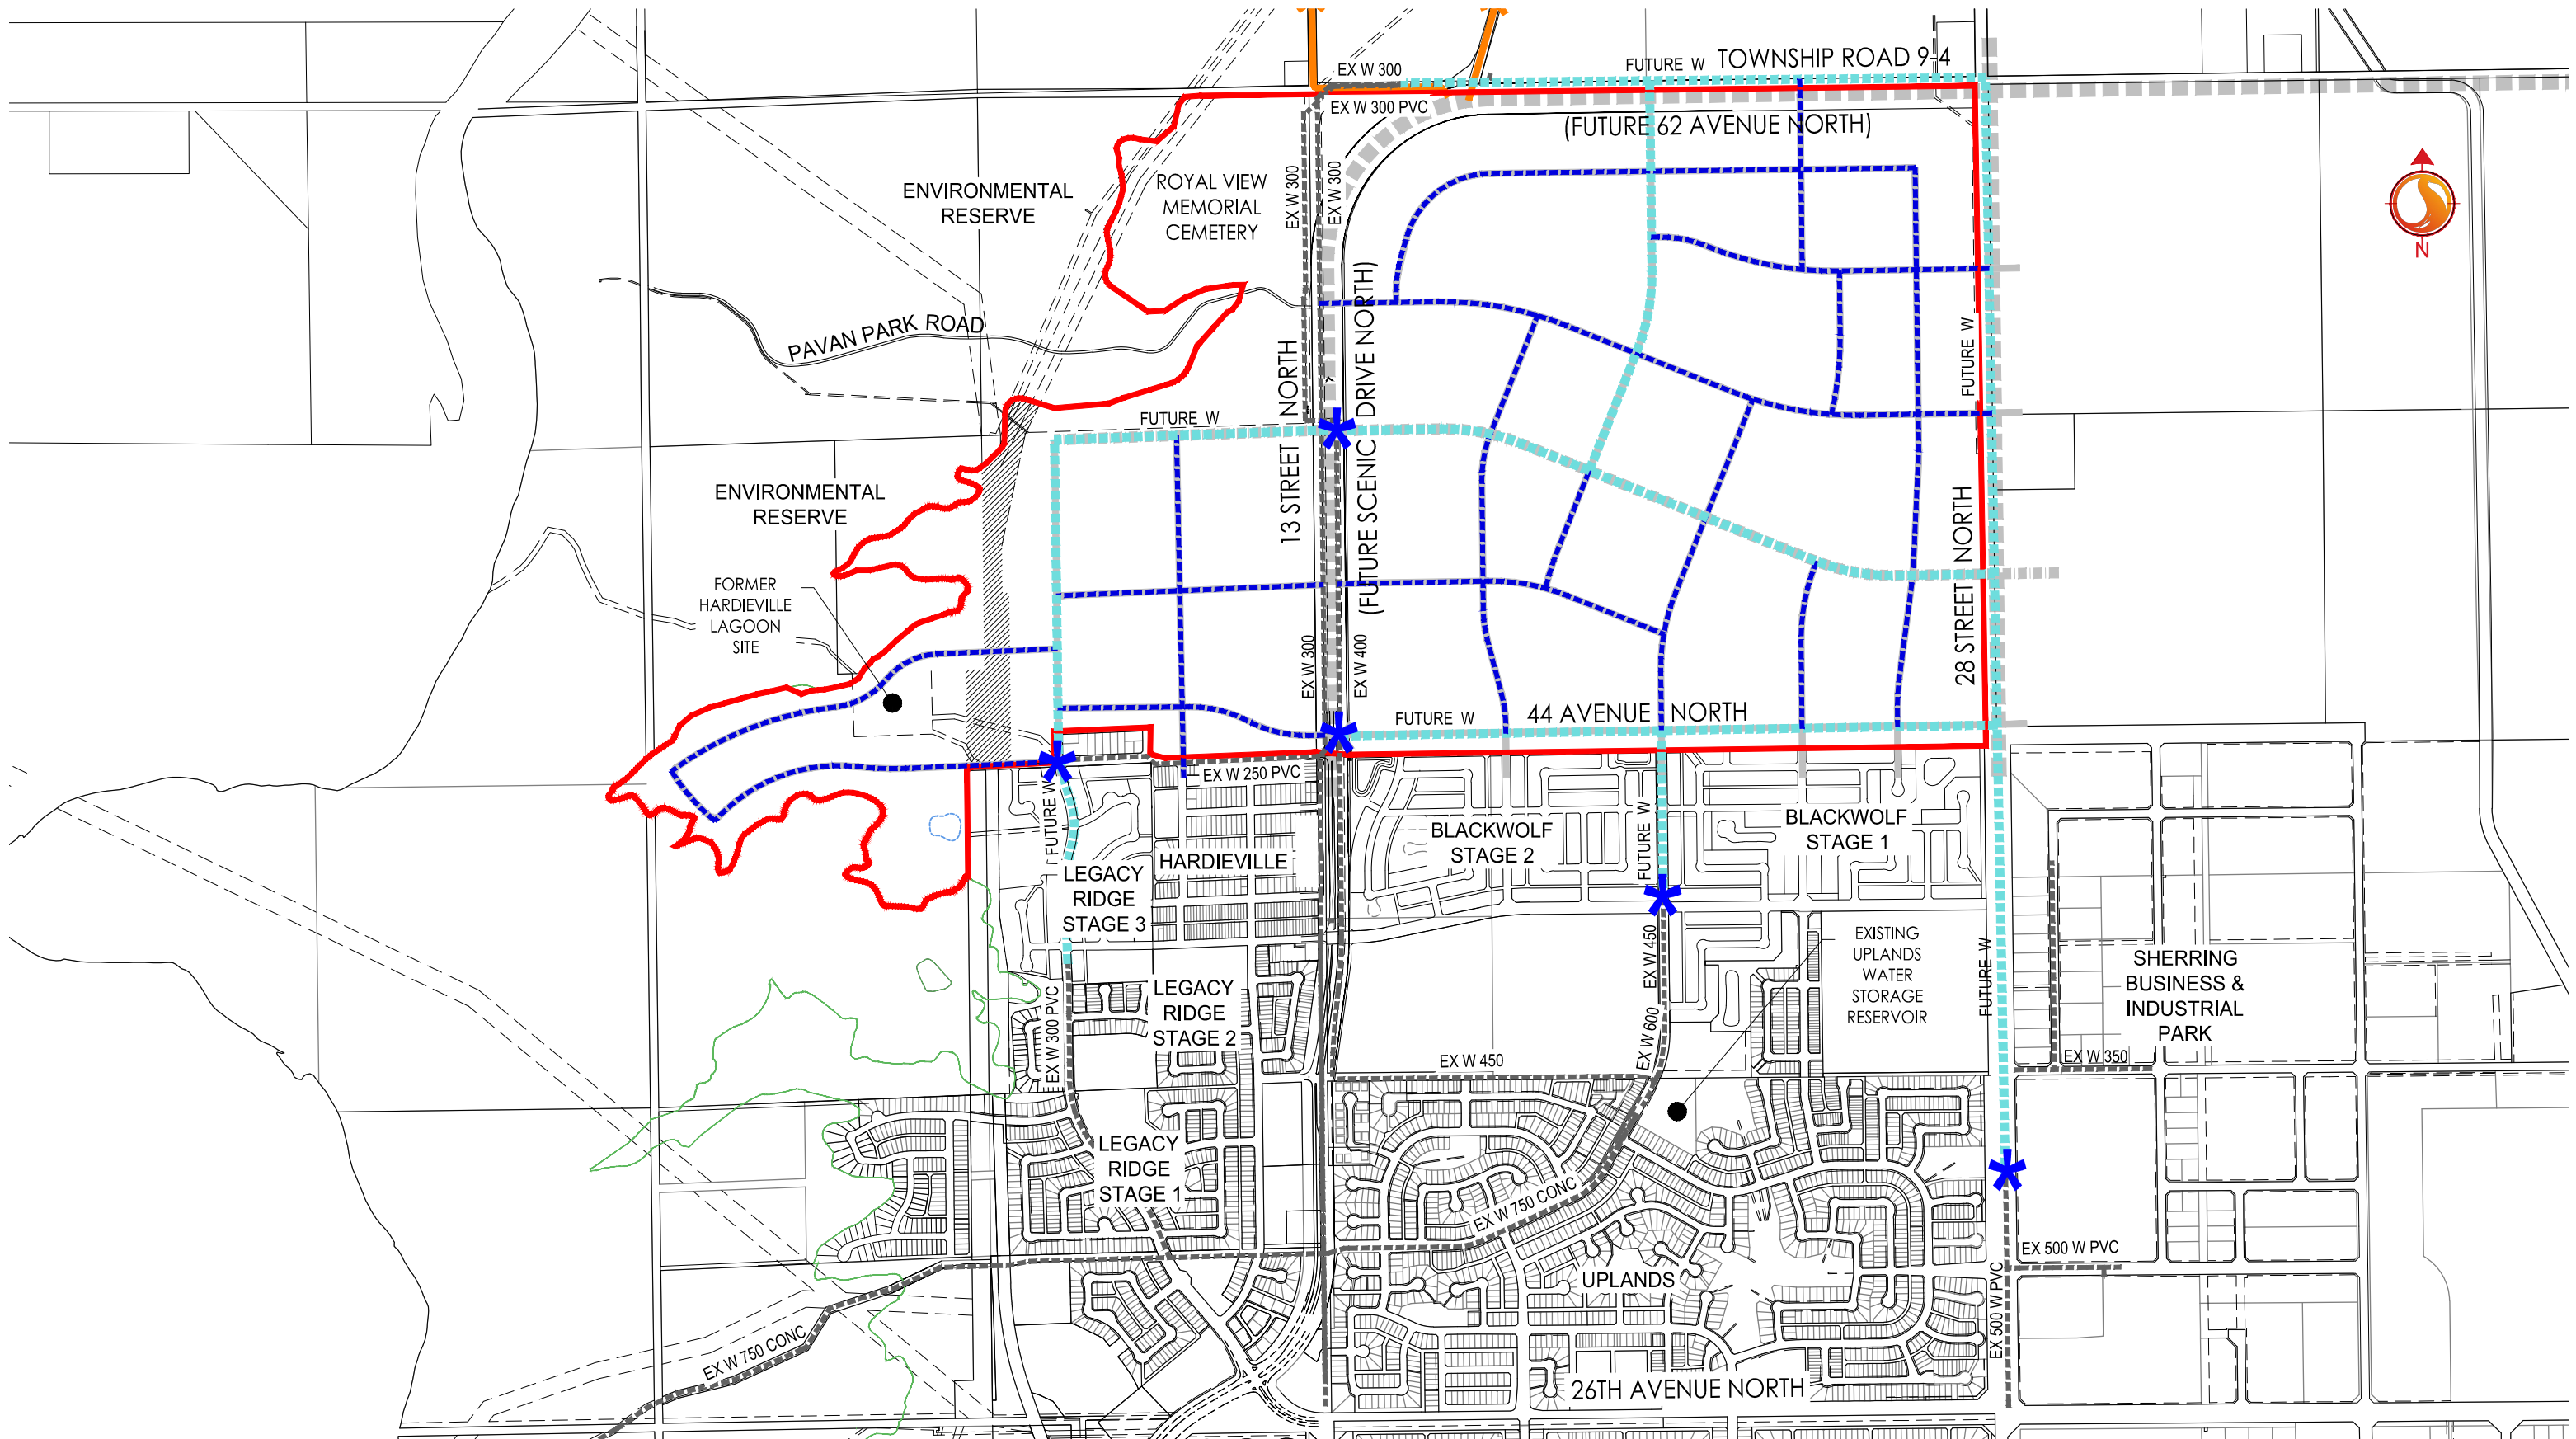 EX W 300
FUTURE W TOWNSHIP ROAD 9-4
EX W 300 PVC
(FUTURE 62 AVENUE NORTH)
ENVIRONMENTAL
RESERVE
ROYAL VIEW
MEMORIAL
CEMETERY
EX W 300
EX W 300
N
PAVAN PARK ROAD
13 STREET NORTH
(FUTURE SCENIC DRIVE NORTH)
FUTURE W
FUTURE W
ENVIRONMENTAL
RESERVE
28 STREET NORTH
FORMER
HARDIEVILLE
LAGOON
SITE
EX W 300
EX W 400
FUTURE W
44 AVENUE NORTH
EX W 250 PVC
FUTURE W
BLACKWOLF
STAGE 2
FUTURE W
BLACKWOLF
STAGE 1
HARDIEVILLE
LEGACY
RIDGE
STAGE 3
EX W 450
EXISTING
UPLANDS
WATER
STORAGE
RESERVOIR
FUTURE W
SHERRING
BUSINESS &
INDUSTRIAL
PARK
LEGACY
RIDGE
STAGE 2
EX W 300 PVC
EX W 450
EX W 600
EX W 350
LEGACY
RIDGE
STAGE 1
EX W 750 CONC
EX 500 W PVC
UPLANDS
EX 500 W PVC
EX W 750 CONC
26TH AVENUE NORTH